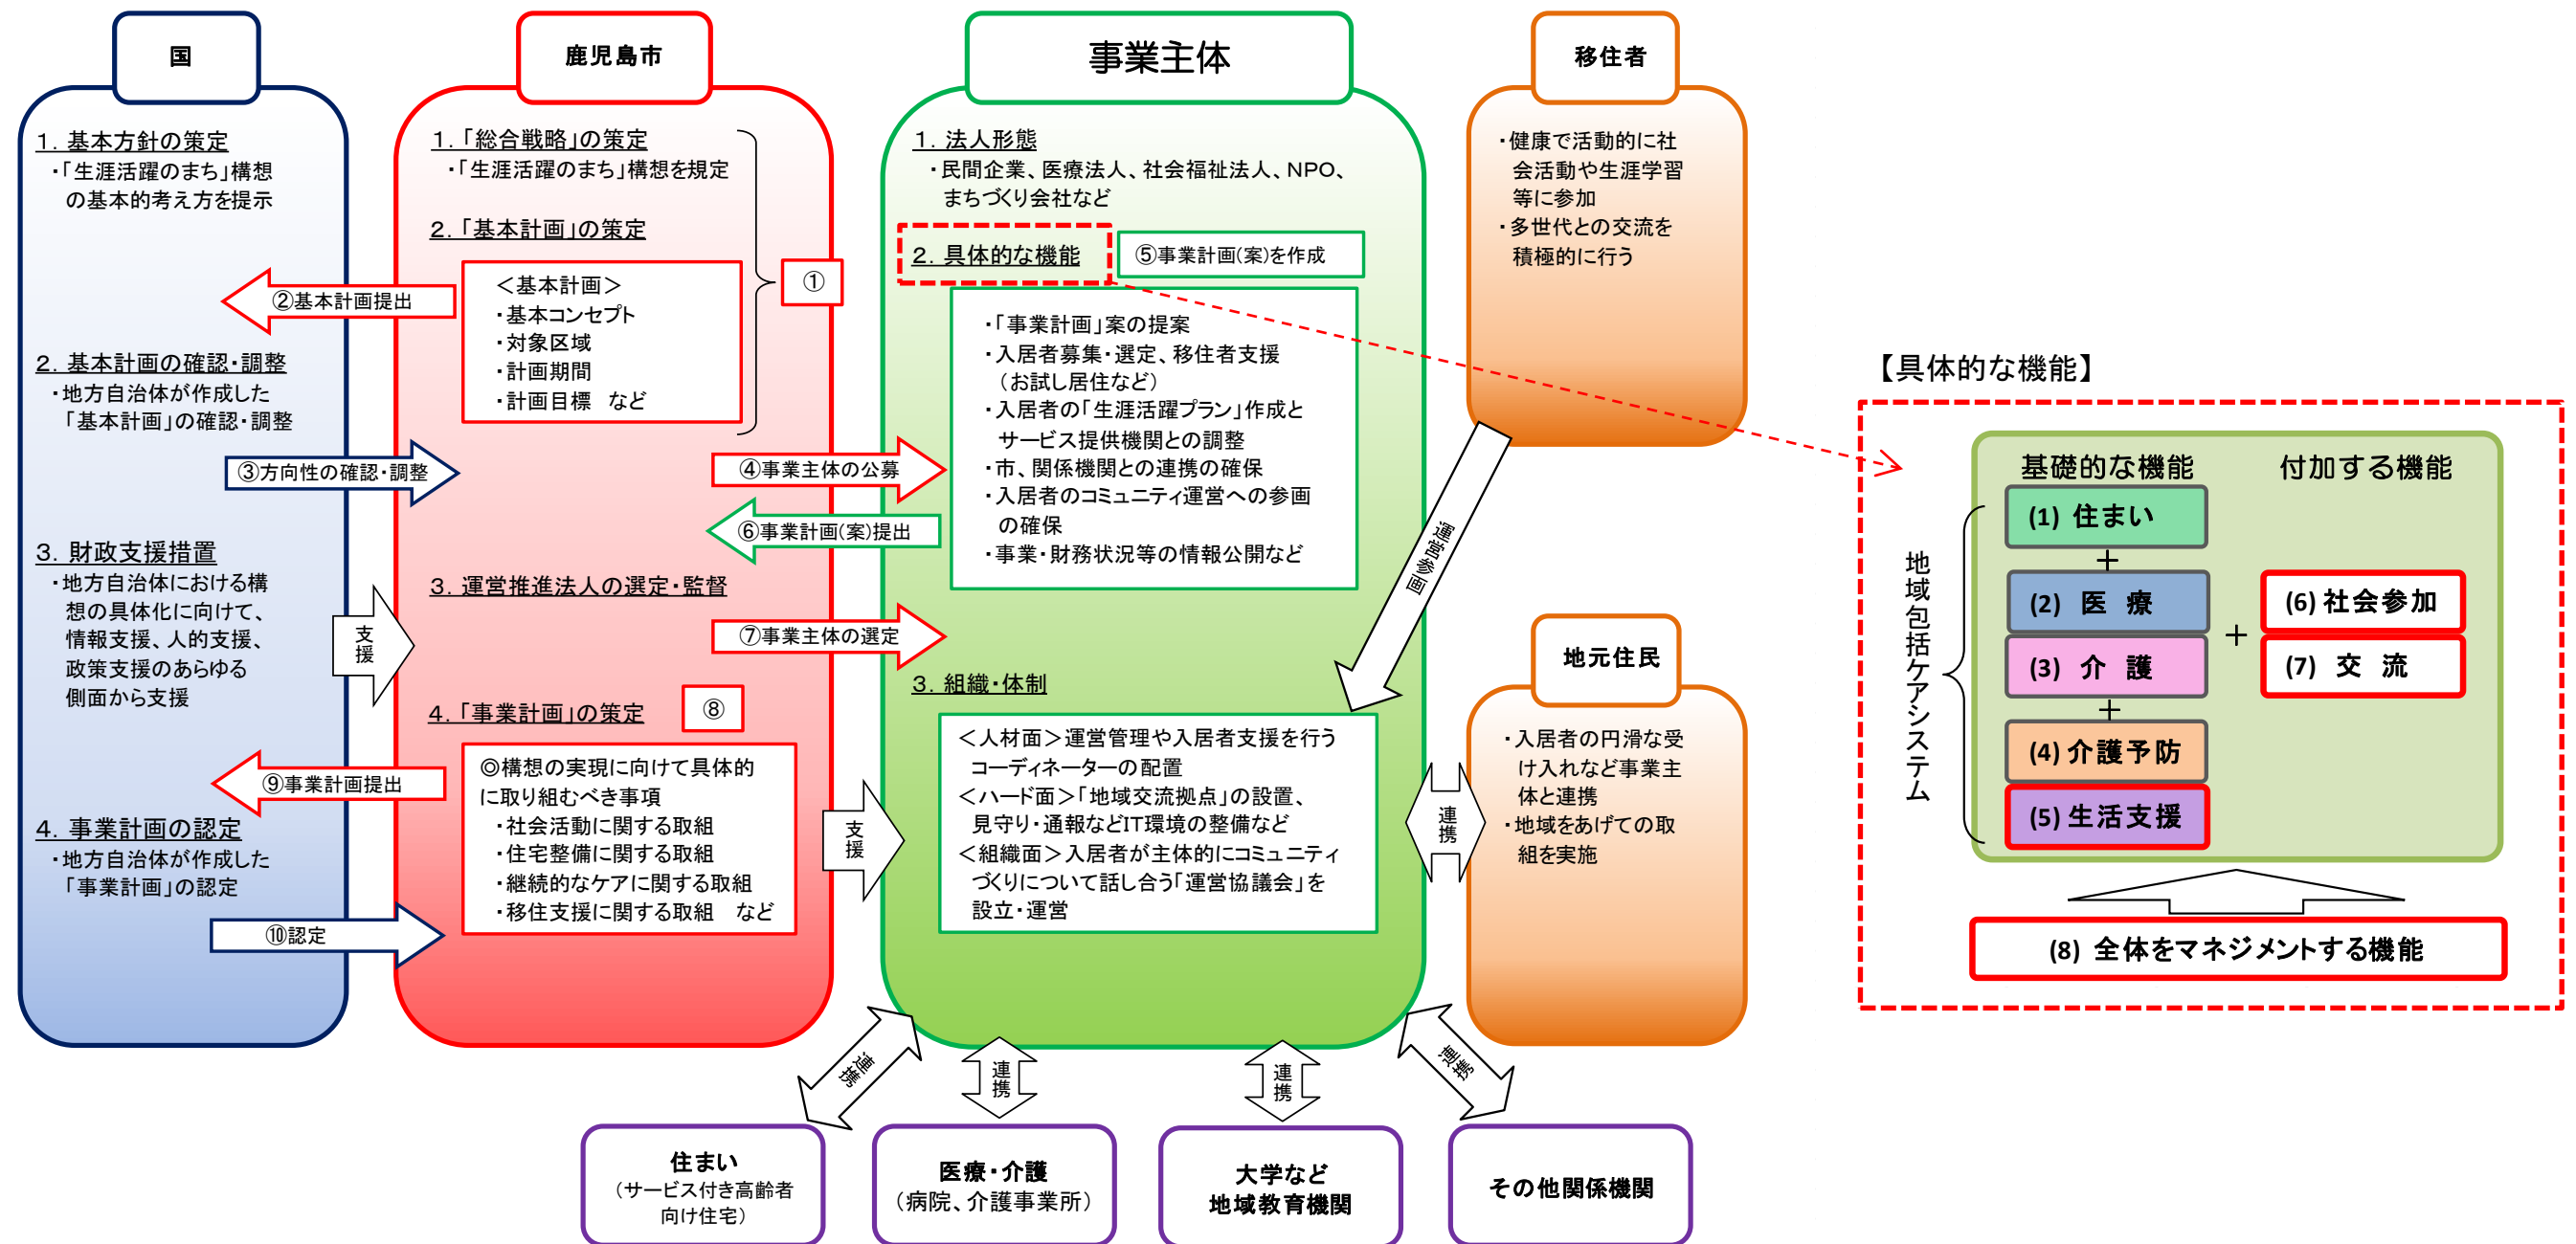 国
1．基本方針の策定
・「生涯活躍のまち」構想
の基本的考え方を提示
②基本計画提出
2．基本計画の確認・調整
・地方自治体が作成した
「基本計画」の確認・調整
③方向性の確認・調整
3．財政支援措置
・地方自治体における構
想の具体化に向けて、
情報支援、人的支援、
政策支援のあらゆる
側面から支援
支援
⑨事業計画提出
4．事業計画の認定
・地方自治体が作成した
「事業計画」の認定
⑩認定
鹿児島市
1．「総合戦略」の策定
・「生涯活躍のまち」構想を規定
2．「基本計画」の策定
＜基本計画＞
・基本コンセプト
・対象区域
・計画期間
・計画目標　など
①
④事業主体の公募
⑥事業計画(案)提出
3．運営推進法人の選定・監督
⑦事業主体の選定
4．「事業計画」の策定
⑧
◎構想の実現に向けて具体的
に取り組むべき事項
・社会活動に関する取組
・住宅整備に関する取組
・継続的なケアに関する取組
・移住支援に関する取組　など
支援
事業主体
1．法人形態
・民間企業、医療法人、社会福祉法人、NPO、
まちづくり会社など
2．具体的な機能
⑤事業計画(案)を作成
・「事業計画」案の提案
・入居者募集・選定、移住者支援
（お試し居住など）
・入居者の「生涯活躍プラン」作成と
サービス提供機関との調整
・市、関係機関との連携の確保
・入居者のコミュニティ運営への参画
の確保
・事業・財務状況等の情報公開など
3．組織・体制
＜人材面＞運営管理や入居者支援を行う
コーディネーターの配置
＜ハード面＞「地域交流拠点」の設置、
見守り・通報などIT環境の整備など
＜組織面＞入居者が主体的にコミュニティ
づくりについて話し合う「運営協議会」を
設立・運営
移住者
・健康で活動的に社
会活動や生涯学習
等に参加
・多世代との交流を
積極的に行う
運営参画
地元住民
・入居者の円滑な受
け入れなど事業主
体と連携
・地域をあげての取
組を実施
連携
連携
連携
連携
連携
住まい
（サービス付き高齢者
向け住宅）
医療・介護
（病院、介護事業所）
大学など
地域教育機関
その他関係機関
【具体的な機能】
基礎的な機能
付加する機能
地域包括ケアシステム
(1) 住まい
＋
(2) 医 療
(3) 介 護
＋
(4) 介護予防
(5) 生活支援
＋
(6) 社会参加
(7) 交 流
(8) 全体をマネジメントする機能